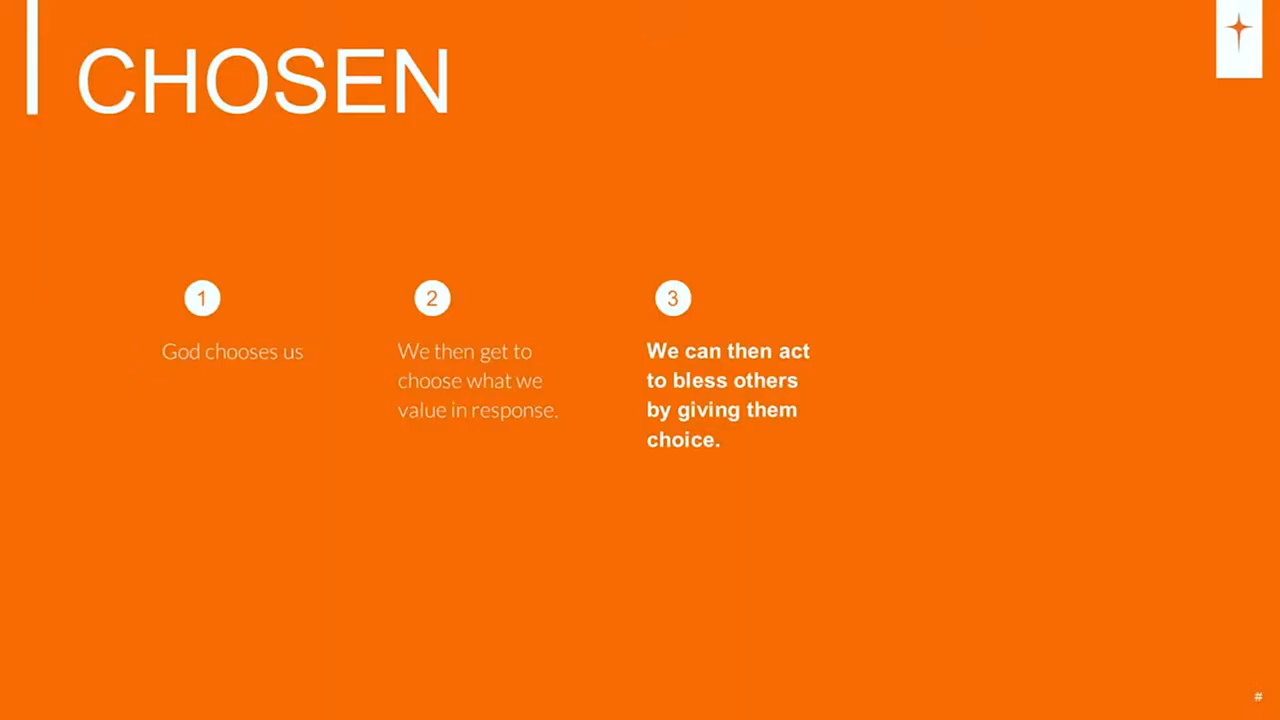 CHOSEN
1
God chooses us
2
We then get to
choose what we
value in response.
3
We can then act
to bless others
by giving them
choice.
#